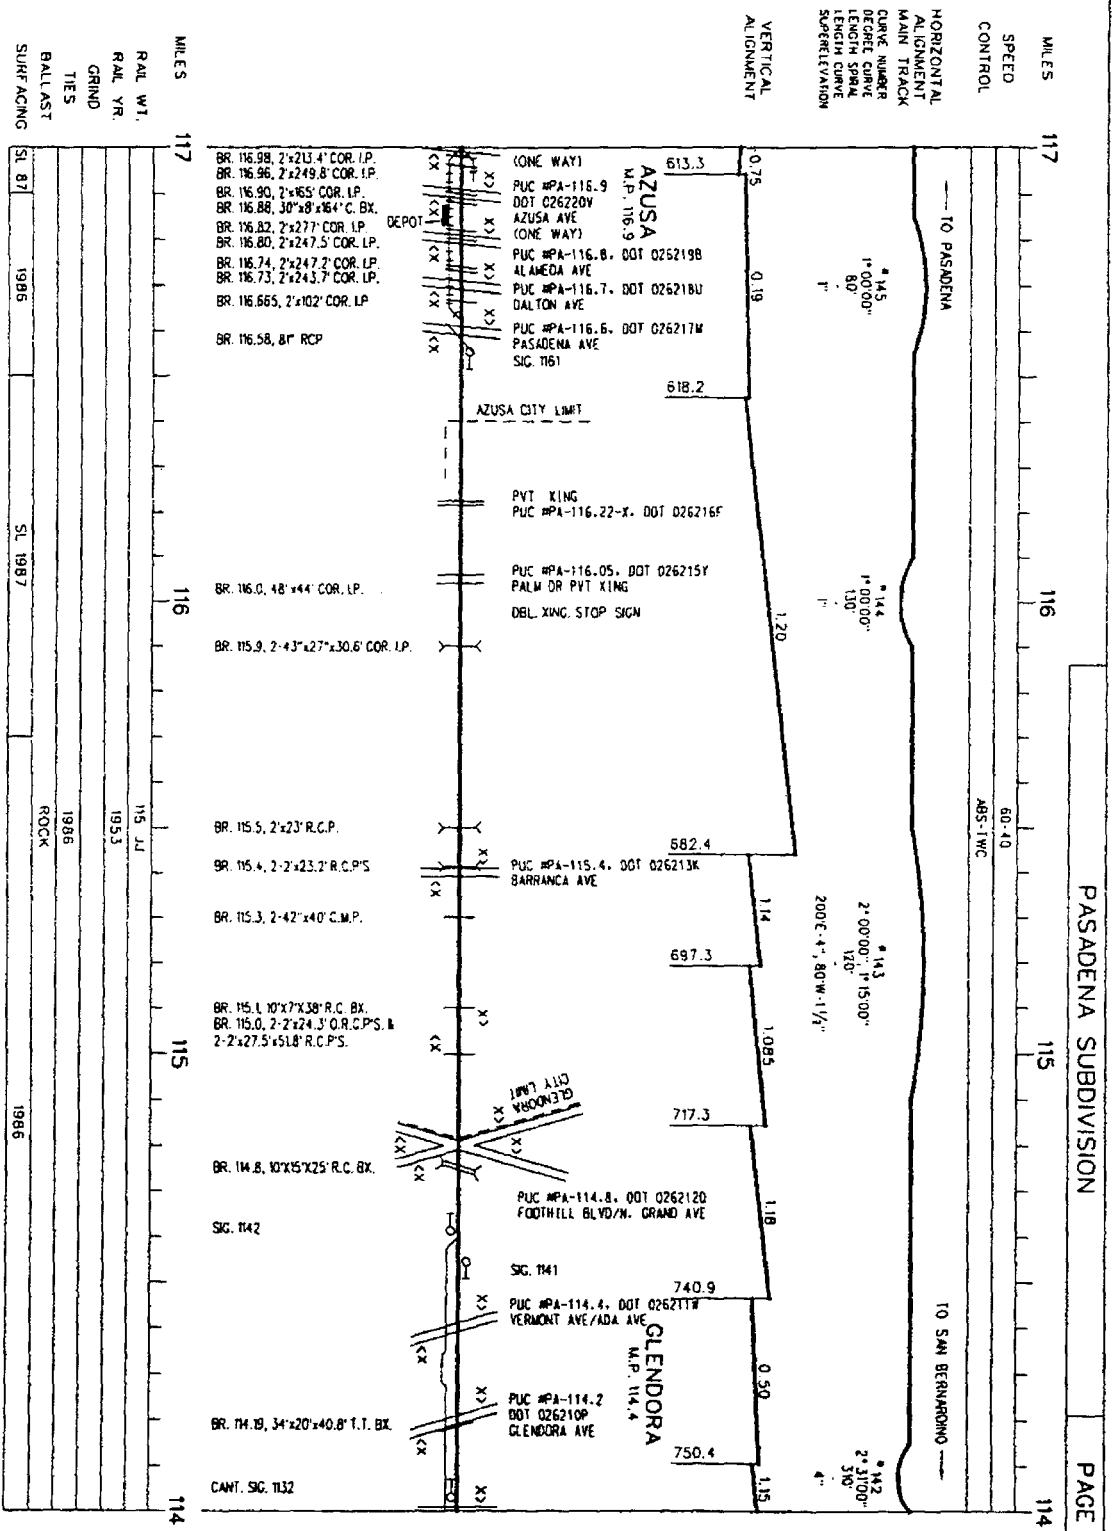 PASADENA SUBDIVISION
PAGE
MILES
117
116
115
114
SPEED
60-40
CONTROL
ABS-TWC
HORIZONTAL
ALIGNMENT
MAIN TRACK
CURVE NUMBER
DEGREE CURVE
LENGTH SPIRAL
LENGTH CURVE
SUPERELEVATION
TO PASADENA
TO SAN BERNARDINO
#145
1°00'00"
80'
-
1"
#144
1°00'00"
130'
-
1"
#143
2°00'00", 1°15'00"
120'
-
200'E-4", 80'W-1 1/2"
#142
2°31'00"
310'
-
4"
VERTICAL
ALIGNMENT
0.75
613.3
0.19
618.2
1.20
682.4
1.14
697.3
1.085
717.3
1.18
740.9
0.50
750.4
1.15
AZUSA
M.P. 116.9
GLENDORA
M.P. 114.4
(ONE WAY)
PUC #PA-116.9
DOT 026220V
AZUSA AVE
(ONE WAY)
PUC #PA-116.8, DOT 026219B
ALAMEDA AVE
PUC #PA-116.7, DOT 026218U
DALTON AVE
PUC #PA-116.6, DOT 026217M
PASADENA AVE
SIG. 1161
AZUSA CITY LIMIT
PVT XING
PUC #PA-116.22-X, DOT 026216F
PUC #PA-116.05, DOT 026215Y
PALM DR PVT XING
DBL. XING. STOP SIGN
PUC #PA-115.4, DOT 026213K
BARRANCA AVE
GLENDORA
CITY LIMIT
PUC #PA-114.8, DOT 026212D
FOOTHILL BLVD/N. GRAND AVE
SIG. 1141
PUC #PA-114.4, DOT 026211W
VERMONT AVE/ADA AVE
PUC #PA-114.2
DOT 026210P
GLENDORA AVE
DEPOT
BR. 116.98, 2'x213.4' COR. I.P.
BR. 116.96, 2'x249.8' COR. I.P.
BR. 116.90, 2'x165' COR. I.P.
BR. 116.88, 30"x8'x164' C. BX.
BR. 116.82, 2'x277' COR. I.P.
BR. 116.80, 2'x247.5' COR. I.P.
BR. 116.74, 2'x247.2' COR. I.P.
BR. 116.73, 2'x243.7' COR. I.P.
BR. 116.665, 2'x102' COR. I.P
BR. 116.58, 81" RCP
BR. 116.0, 48"x44' COR. I.P.
BR. 115.9, 2-43"x27"x30.6' COR. I.P.
BR. 115.5, 2'x23' R.C.P.
BR. 115.4, 2-2'x23.2' R.C.P'S
BR. 115.3, 2-42"x40' C.M.P.
BR. 115.1, 10'X7'X38' R.C. BX.
BR. 115.0, 2-2'x24.3' O.R.C.P'S. &
2-2'x27.5'x51.8' R.C.P'S.
BR. 114.8, 10'X15'X25' R.C. BX.
SIG. 1142
BR. 114.19, 34'x20'x40.8' T.T. BX.
CANT. SIG. 1132
MILES
117
116
115
114
RAIL WT.
115 JJ
RAIL YR.
1953
GRIND
TIES
1986
BALLAST
ROCK
SURFACING
SL 87
1986
SL 1987
1986